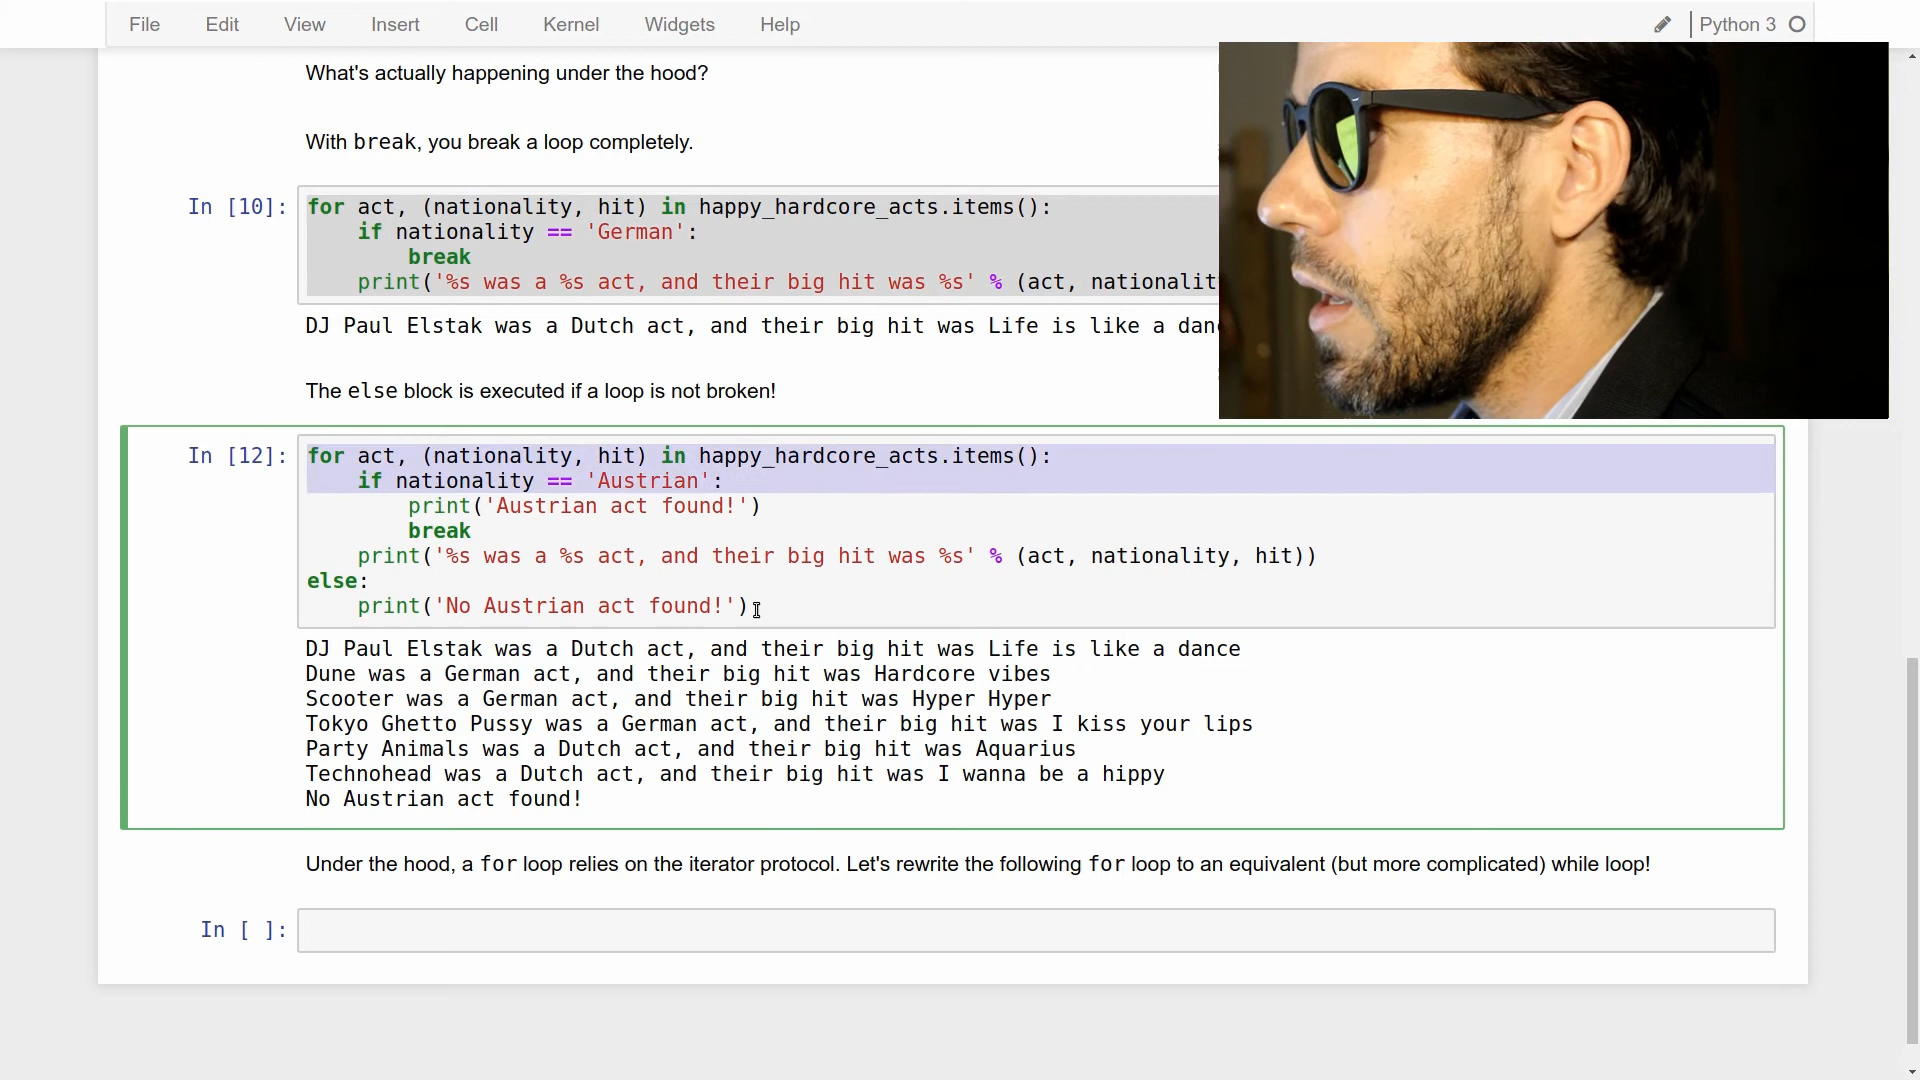 File Edit View Insert Cell Kernel Widgets Help Python 3
What's actually happening under the hood?
With break, you break a loop completely.
In [10]: for act, (nationality, hit) in happy_hardcore_acts.items():
if nationality == 'German':
break
print('%s was a %s act, and their big hit was %s' % (act, nationalit
DJ Paul Elstak was a Dutch act, and their big hit was Life is like a dan
The else block is executed if a loop is not broken!
In [12]: for act, (nationality, hit) in happy_hardcore_acts.items():
if nationality == 'Austrian':
print('Austrian act found!')
break
print('%s was a %s act, and their big hit was %s' % (act, nationality, hit))
else:
print('No Austrian act found!')
DJ Paul Elstak was a Dutch act, and their big hit was Life is like a dance
Dune was a German act, and their big hit was Hardcore vibes
Scooter was a German act, and their big hit was Hyper Hyper
Tokyo Ghetto Pussy was a German act, and their big hit was I kiss your lips
Party Animals was a Dutch act, and their big hit was Aquarius
Technohead was a Dutch act, and their big hit was I wanna be a hippy
No Austrian act found!
Under the hood, a for loop relies on the iterator protocol. Let's rewrite the following for loop to an equivalent (but more complicated) while loop!
In [ ]: